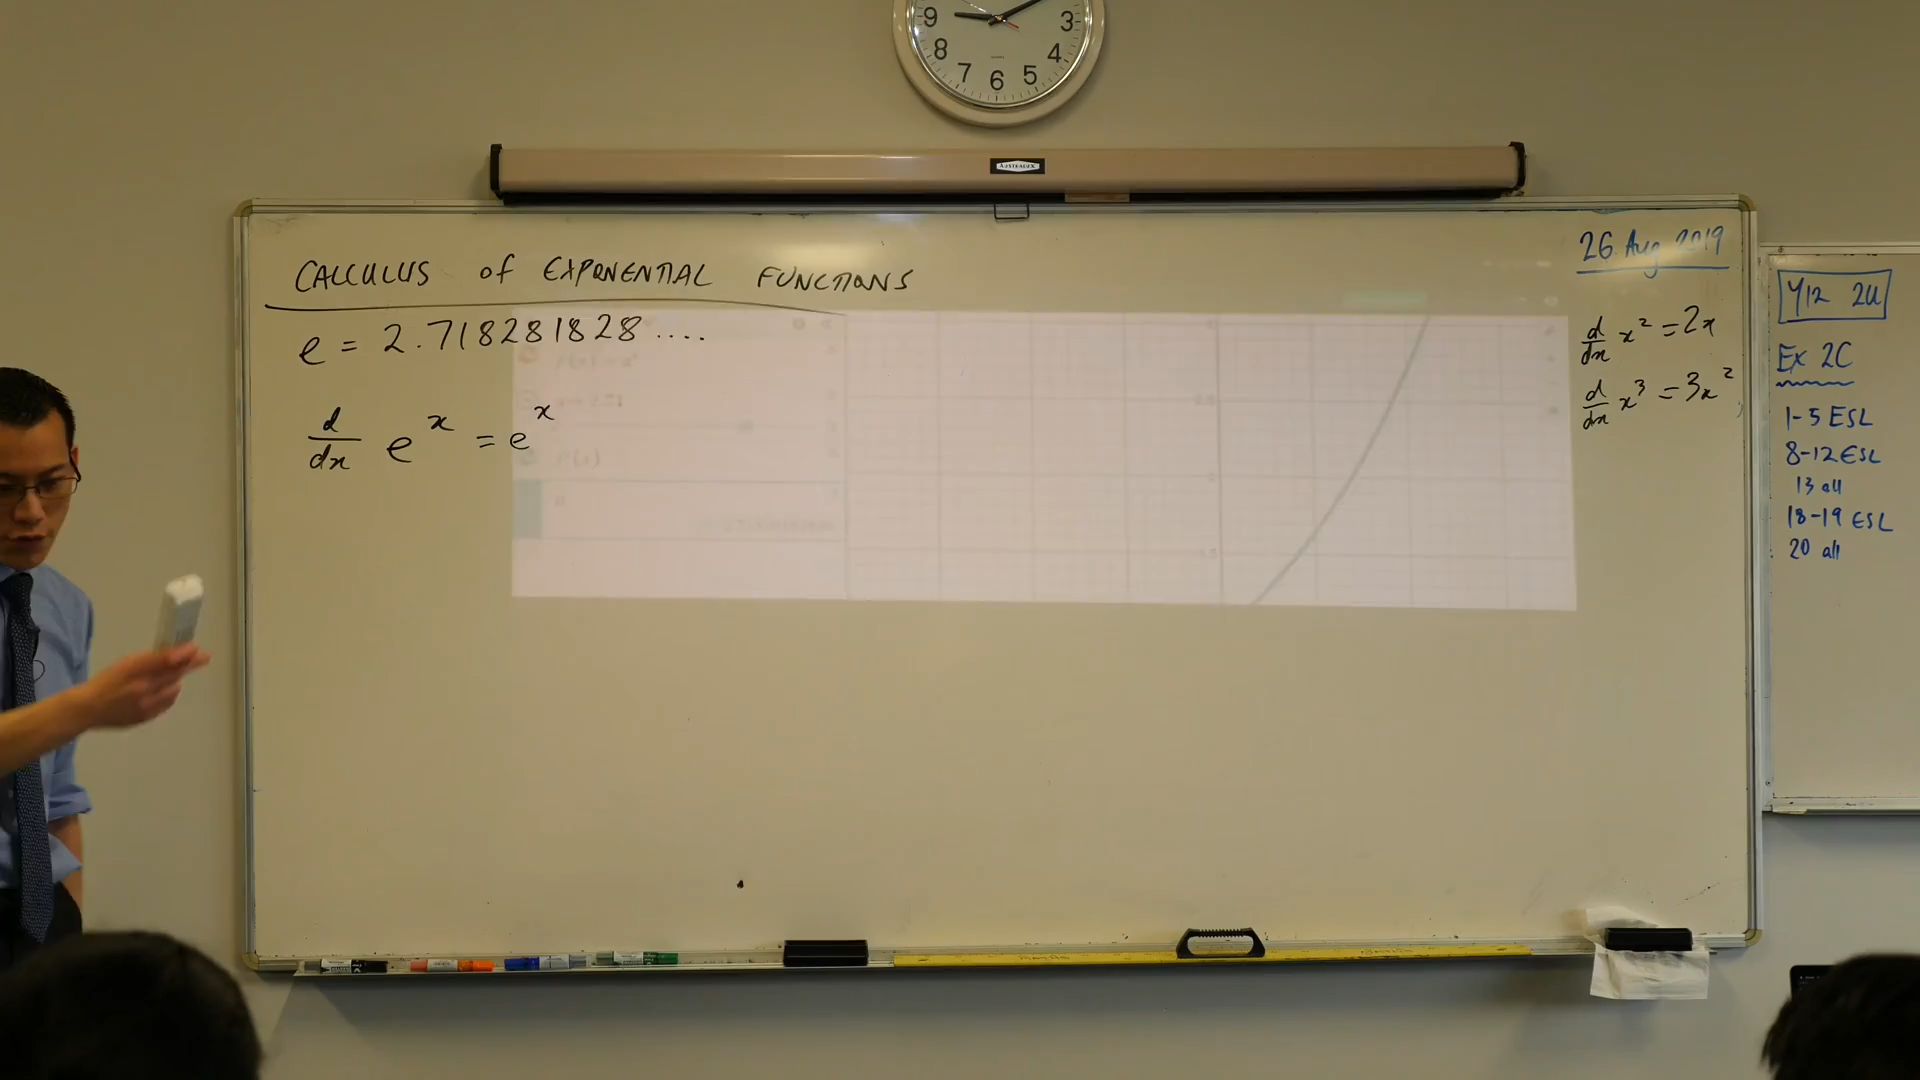 9 3
8 4
7 6 5
AUSTRADEX
CALCULUS of EXPONENTIAL FUNCTIONS
e = 2.718281828....
d/dx e^x = e^x
26 Aug 2019
d/dx x² = 2x
d/dx x³ = 3x²
Y12 2U
Ex 2C
1-5 ESL
8-12 ESL
13 all
18-19 ESL
20 all